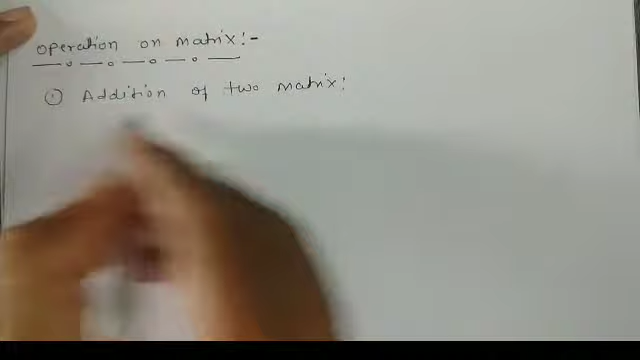 operation on matrix:-
① Addition of two matrix: